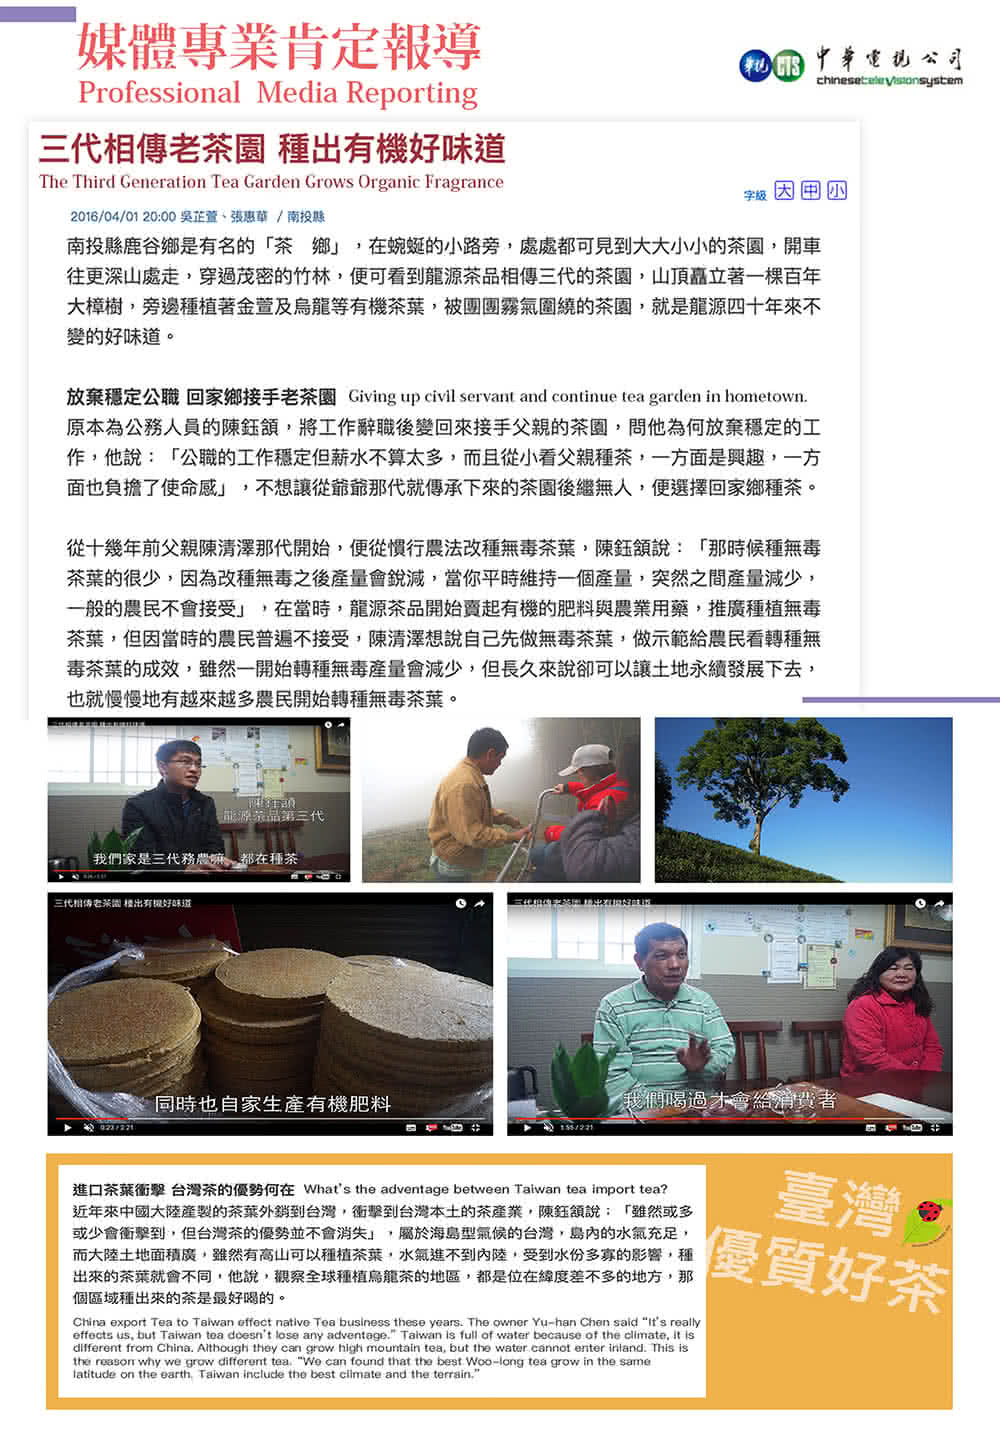 媒體專業肯定報導
Professional Media Reporting
華視 CTS 中華電視公司
chinesetelevisionsystem
三代相傳老茶園 種出有機好味道
The Third Generation Tea Garden Grows Organic Fragrance
字級 大 中 小
2016/04/01 20:00 吳芷萱、張惠華 / 南投縣
南投縣鹿谷鄉是有名的「茶 鄉」，在蜿蜒的小路旁，處處都可見到大大小小的茶園，開車
往更深山處走，穿過茂密的竹林，便可看到龍源茶品相傳三代的茶園，山頂矗立著一棵百年
大樟樹，旁邊種植著金萱及烏龍等有機茶葉，被團團霧氣圍繞的茶園，就是龍源四十年來不
變的好味道。
放棄穩定公職 回家鄉接手老茶園 Giving up civil servant and continue tea garden in hometown.
原本為公務人員的陳鈺頷，將工作辭職後變回來接手父親的茶園，問他為何放棄穩定的工
作，他說：「公職的工作穩定但薪水不算太多，而且從小看父親種茶，一方面是興趣，一方
面也負擔了使命感」，不想讓從爺爺那代就傳承下來的茶園後繼無人，便選擇回家鄉種茶。
從十幾年前父親陳清澤那代開始，便從慣行農法改種無毒茶葉，陳鈺頷說：「那時候種無毒
茶葉的很少，因為改種無毒之後產量會銳減，當你平時維持一個產量，突然之間產量減少，
一般的農民不會接受」，在當時，龍源茶品開始賣起有機的肥料與農業用藥，推廣種植無毒
茶葉，但因當時的農民普遍不接受，陳清澤想說自己先做無毒茶葉，做示範給農民看轉種無
毒茶葉的成效，雖然一開始轉種無毒產量會減少，但長久來說卻可以讓土地永續發展下去，
也就慢慢地有越來越多農民開始轉種無毒茶葉。
三代相傳老茶園 種出有機好味道
陳鈺頷
龍源茶品第三代
我們家是三代務農嘛 都在種茶
三代相傳老茶園 種出有機好味道
同時也自家生產有機肥料
0:23 / 2:21
三代相傳老茶園 種出有機好味道
我們喝過才會給消費者
1:55 / 2:21
進口茶葉衝擊 台灣茶的優勢何在 What's the advantage between Taiwan tea import tea?
近年來中國大陸產製的茶葉外銷到台灣，衝擊到台灣本土的茶產業，陳鈺頷說：「雖然或多
或少會衝擊到，但台灣茶的優勢並不會消失」，屬於海島型氣候的台灣，島內的水氣充足，
而大陸土地面積廣，雖然有高山可以種植茶葉，水氣進不到內陸，受到水份多寡的影響，種
出來的茶葉就會不同，他說，觀察全球種植烏龍茶的地區，都是位在緯度差不多的地方，那
個區域種出來的茶是最好喝的。
China export Tea to Taiwan effect native Tea business these years. The owner Yu-han Chen said "It's really
effects us, but Taiwan tea doesn't lose any advertage." Taiwan is full of water because of the climate, it is
different from China. Although they can grow high mountain tea, but the water cannot enter inland. This is
the reason why we grow different tea. "We can found that the best Woo-long tea grow in the same
latitude on the earth. Taiwan include the best climate and the terrain."
臺灣
優質好茶